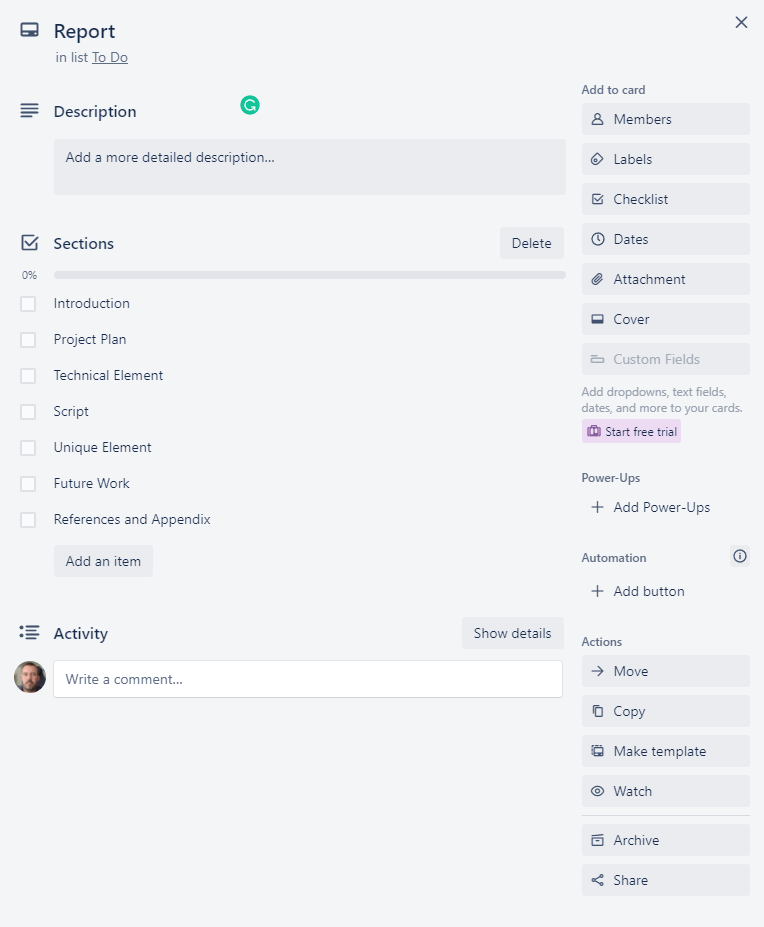 Report
in list To Do
Description
Add a more detailed description...
Sections
Delete
0%
Introduction
Project Plan
Technical Element
Script
Unique Element
Future Work
References and Appendix
Add an item
Activity
Show details
Write a comment...
Add to card
Members
Labels
Checklist
Dates
Attachment
Cover
Custom Fields
Add dropdowns, text fields,
dates, and more to your cards.
Start free trial
Power-Ups
Add Power-Ups
Automation
Add button
Actions
Move
Copy
Make template
Watch
Archive
Share